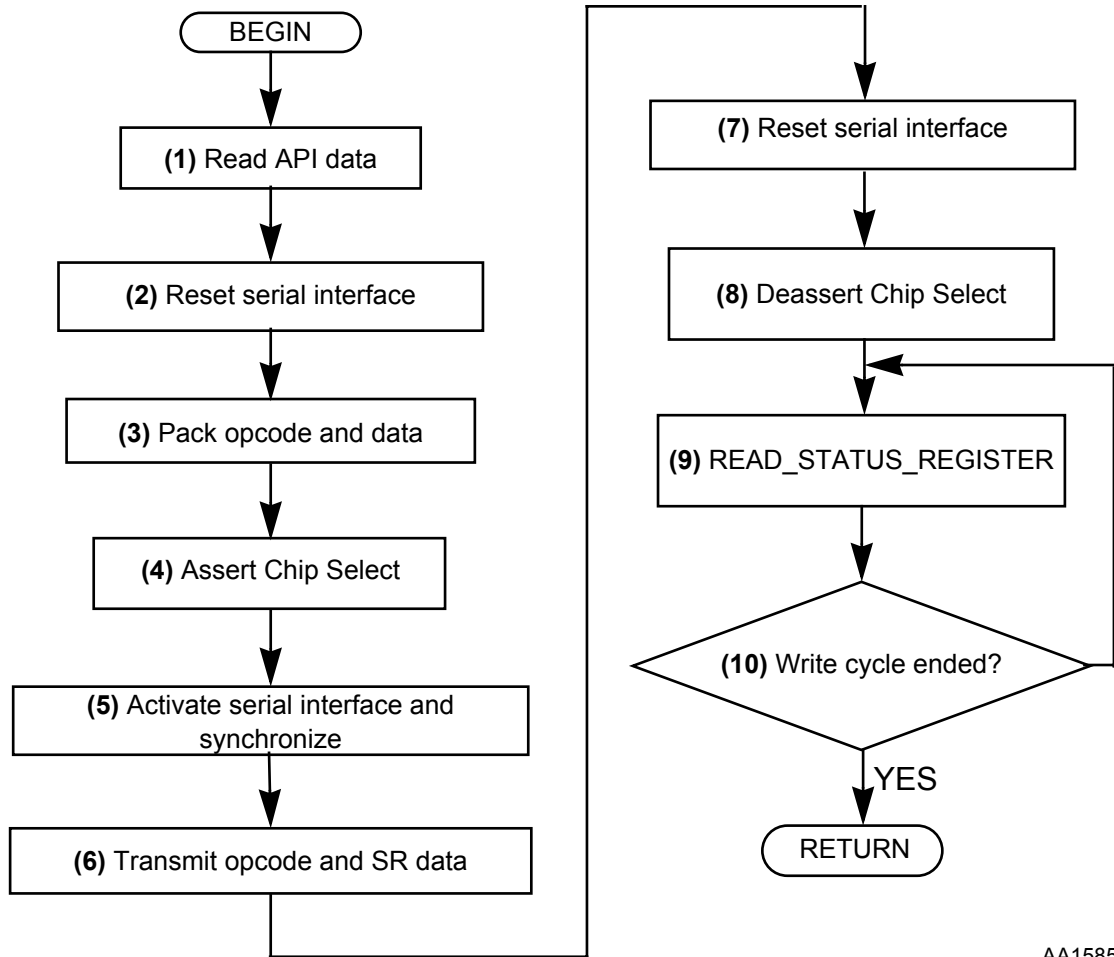 BEGIN
(1) Read API data
(2) Reset serial interface
(3) Pack opcode and data
(4) Assert Chip Select
(5) Activate serial interface and
synchronize
(6) Transmit opcode and SR data
(7) Reset serial interface
(8) Deassert Chip Select
(9) READ_STATUS_REGISTER
(10) Write cycle ended?
YES
RETURN
AA1585